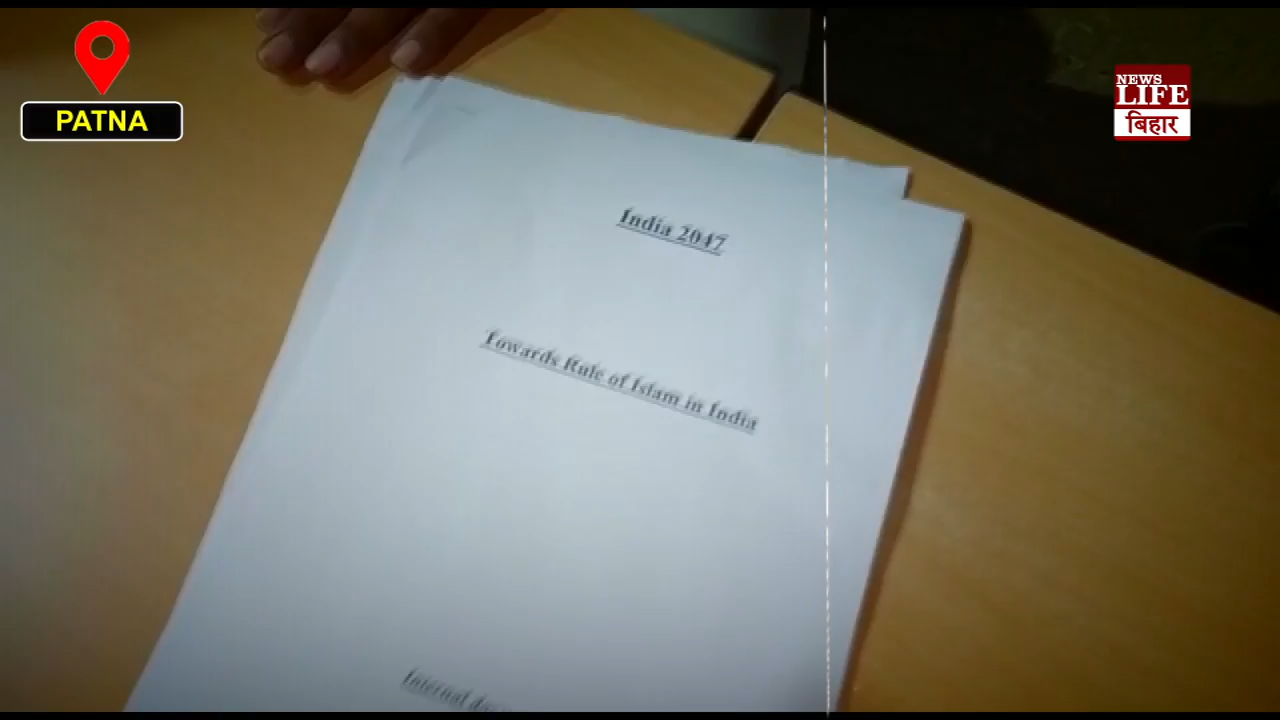 PATNA
NEWS
LIFE
बिहार
India 2047
Towards Rule of Islam in India
Internal